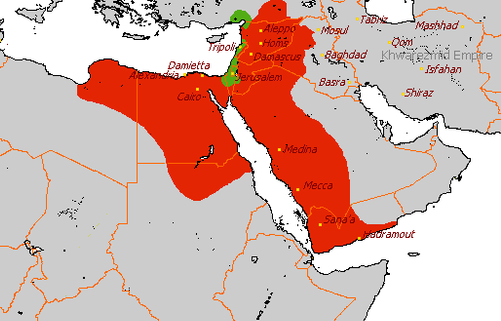 Tabriz
Aleppo
Mosul
Mashhad
Tripoli
Homs
Qom
Damascus
Baghdad
Khwarezmid Empire
Damietta
Isfahan
Alexandria
Jerusalem
Basra
Cairo
Shiraz
Medina
Mecca
Sana'a
Hadramout